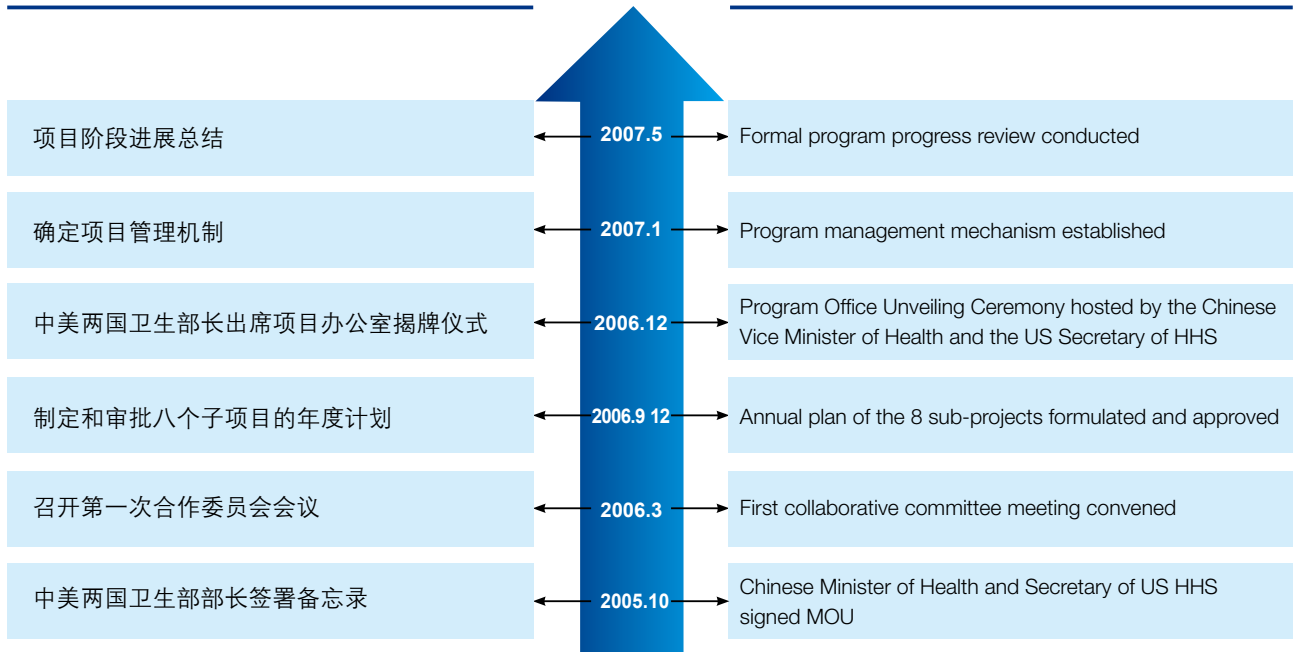 项目阶段进展总结
2007.5
Formal program progress review conducted
确定项目管理机制
2007.1
Program management mechanism established
中美两国卫生部长出席项目办公室揭牌仪式
2006.12
Program Office Unveiling Ceremony hosted by the Chinese
Vice Minister of Health and the US Secretary of HHS
制定和审批八个子项目的年度计划
2006.9 12
Annual plan of the 8 sub-projects formulated and approved
召开第一次合作委员会会议
2006.3
First collaborative committee meeting convened
中美两国卫生部部长签署备忘录
2005.10
Chinese Minister of Health and Secretary of US HHS
signed MOU